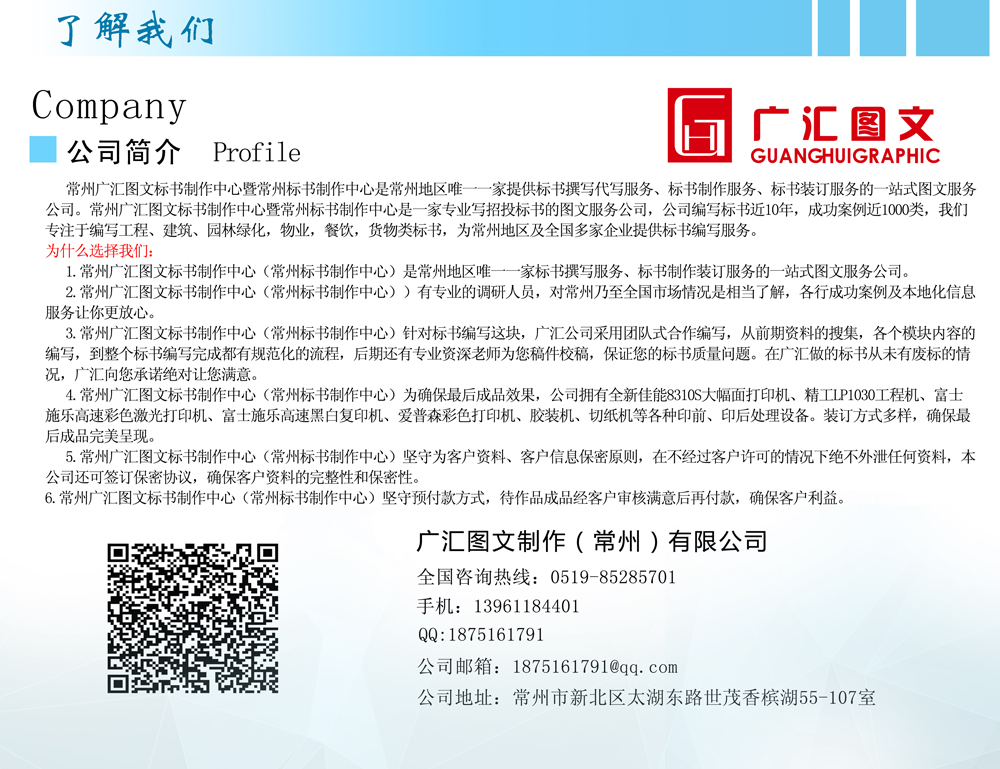 了解我们
Company
公司简介 Profile
广汇图文
GUANGHUIGRAPHIC
常州广汇图文标书制作中心暨常州标书制作中心是常州地区唯一一家提供标书撰写代写服务、标书制作服务、标书装订服务的一站式图文服务
公司。常州广汇图文标书制作中心暨常州标书制作中心是一家专业写招投标书的图文服务公司，公司编写标书近10年，成功案例近1000类，我们
专注于编写工程、建筑、园林绿化，物业，餐饮，货物类标书，为常州地区及全国多家企业提供标书编写服务。
为什么选择我们:
1.常州广汇图文标书制作中心（常州标书制作中心）是常州地区唯一一家标书撰写服务、标书制作装订服务的一站式图文服务公司。
2.常州广汇图文标书制作中心（常州标书制作中心））有专业的调研人员，对常州乃至全国市场情况是相当了解，各行成功案例及本地化信息
服务让你更放心。
3.常州广汇图文标书制作中心（常州标书制作中心）针对标书编写这块，广汇公司采用团队式合作编写，从前期资料的搜集，各个模块内容的
编写，到整个标书编写完成都有规范化的流程，后期还有专业资深老师为您稿件校稿，保证您的标书质量问题。在广汇做的标书从未有废标的情
况，广汇向您承诺绝对让您满意。
4.常州广汇图文标书制作中心（常州标书制作中心）为确保最后成品效果，公司拥有全新佳能8310S大幅面打印机、精工LP1030工程机、富士
施乐高速彩色激光打印机、富士施乐高速黑白复印机、爱普森彩色打印机、胶装机、切纸机等各种印前、印后处理设备。装订方式多样，确保最
后成品完美呈现。
5.常州广汇图文标书制作中心（常州标书制作中心）坚守为客户资料、客户信息保密原则，在不经过客户许可的情况下绝不外泄任何资料，本
公司还可签订保密协议，确保客户资料的完整性和保密性。
6.常州广汇图文标书制作中心（常州标书制作中心）坚守预付款方式，待作品成品经客户审核满意后再付款，确保客户利益。
广汇图文制作（常州）有限公司
全国咨询热线：0519-85285701
手机：13961184401
QQ:1875161791
公司邮箱：1875161791@qq.com
公司地址：常州市新北区太湖东路世茂香槟湖55-107室